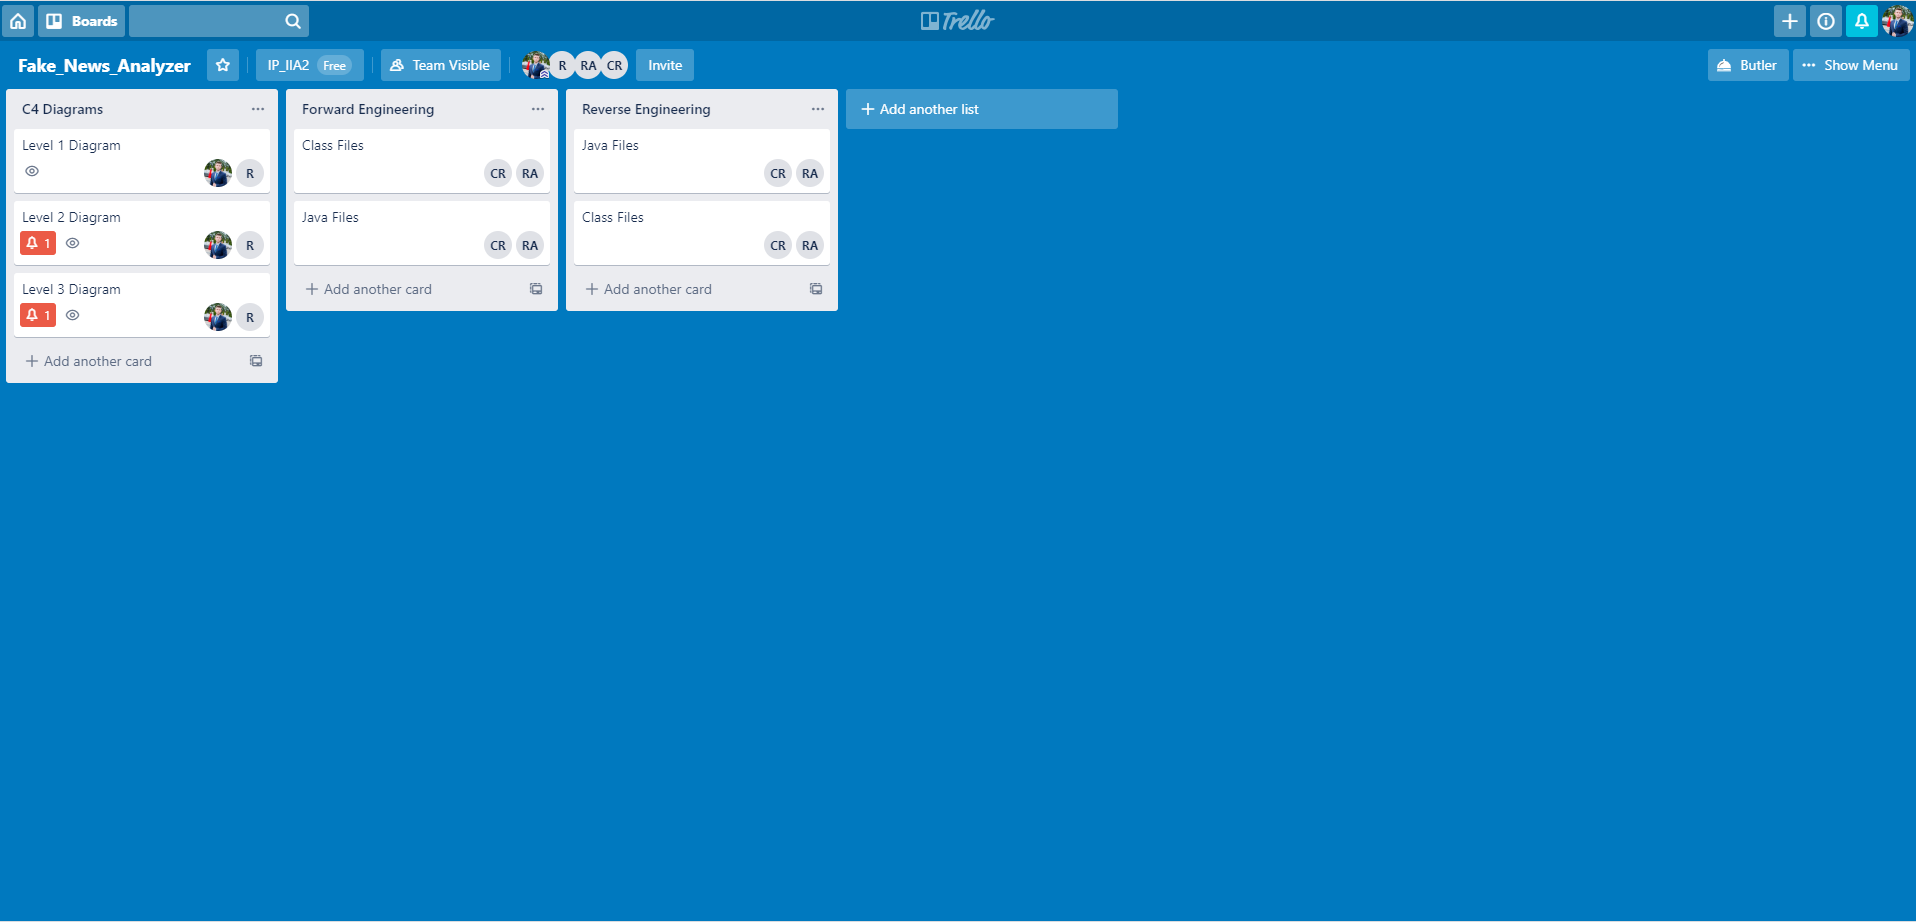 Boards
Trello
Fake_News_Analyzer
IP_IIA2 Free
Team Visible
R RA CR
Invite
Butler
Show Menu
C4 Diagrams
Level 1 Diagram
R
Level 2 Diagram
1
R
Level 3 Diagram
1
R
+ Add another card
Forward Engineering
Class Files
CR RA
Java Files
CR RA
+ Add another card
Reverse Engineering
Java Files
CR RA
Class Files
CR RA
+ Add another card
+ Add another list